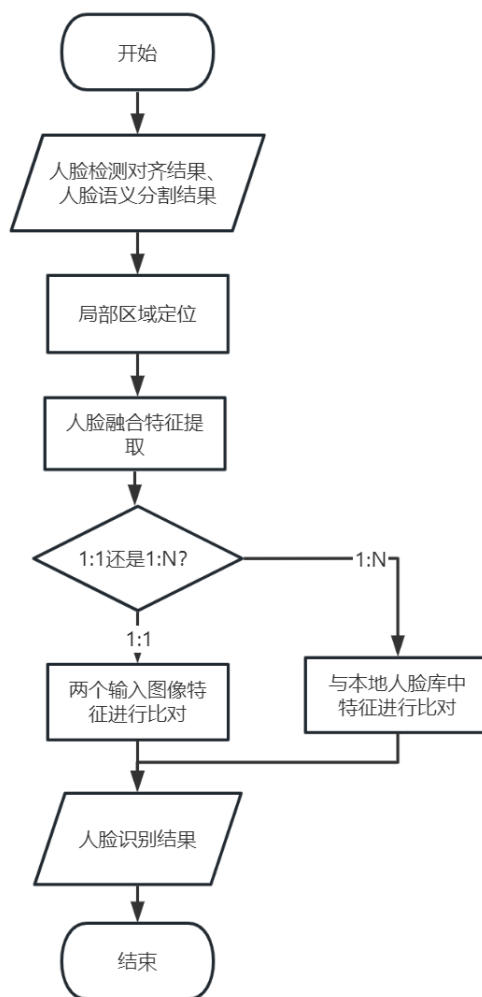 开始
人脸检测对齐结果、
人脸语义分割结果
局部区域定位
人脸融合特征提
取
1:1还是1:N?
1:N
1:1
两个输入图像特
征进行比对
与本地人脸库中
特征进行比对
人脸识别结果
结束